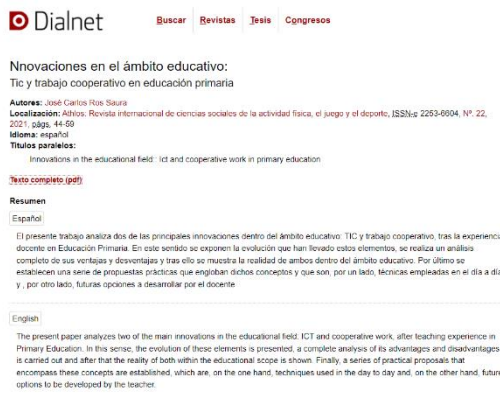 Dialnet Buscar Revistas Tesis Congresos
Nnovaciones en el ámbito educativo:
Tic y trabajo cooperativo en educación primaria
Autores: José Carlos Ros Saura
Localización: Athlos: Revista internacional de ciencias sociales de la actividad física, el juego y el deporte, ISSN-e 2253-6604, Nº. 22,
2021, págs. 44-59
Idioma: español
Títulos paralelos:
Innovations in the educational field : Ict and cooperative work in primary education
Texto completo (pdf)
Resumen
Español
El presente trabajo analiza dos de las principales innovaciones dentro del ámbito educativo: TIC y trabajo cooperativo, tras la experiencia
docente en Educación Primaria. En este sentido se exponen la evolución que han llevado estos elementos, se realiza un análisis
completo de sus ventajas y desventajas y tras ello se muestra la realidad de ambos dentro del ámbito educativo. Por último se
establecen una serie de propuestas prácticas que engloban dichos conceptos y que son, por un lado, técnicas empleadas en el día a día
y , por otro lado, futuras opciones a desarrollar por el docente
English
The present paper analyzes two of the main innovations in the educational field: ICT and cooperative work, after teaching experience in
Primary Education. In this sense, the evolution of these elements is presented, a complete analysis of its advantages and disadvantages
is carried out and after that the reality of both within the educational scope is shown. Finally, a series of practical proposals that
encompass these concepts are established, which are, on the one hand, techniques used in the day to day and, on the other hand, future
options to be developed by the teacher.